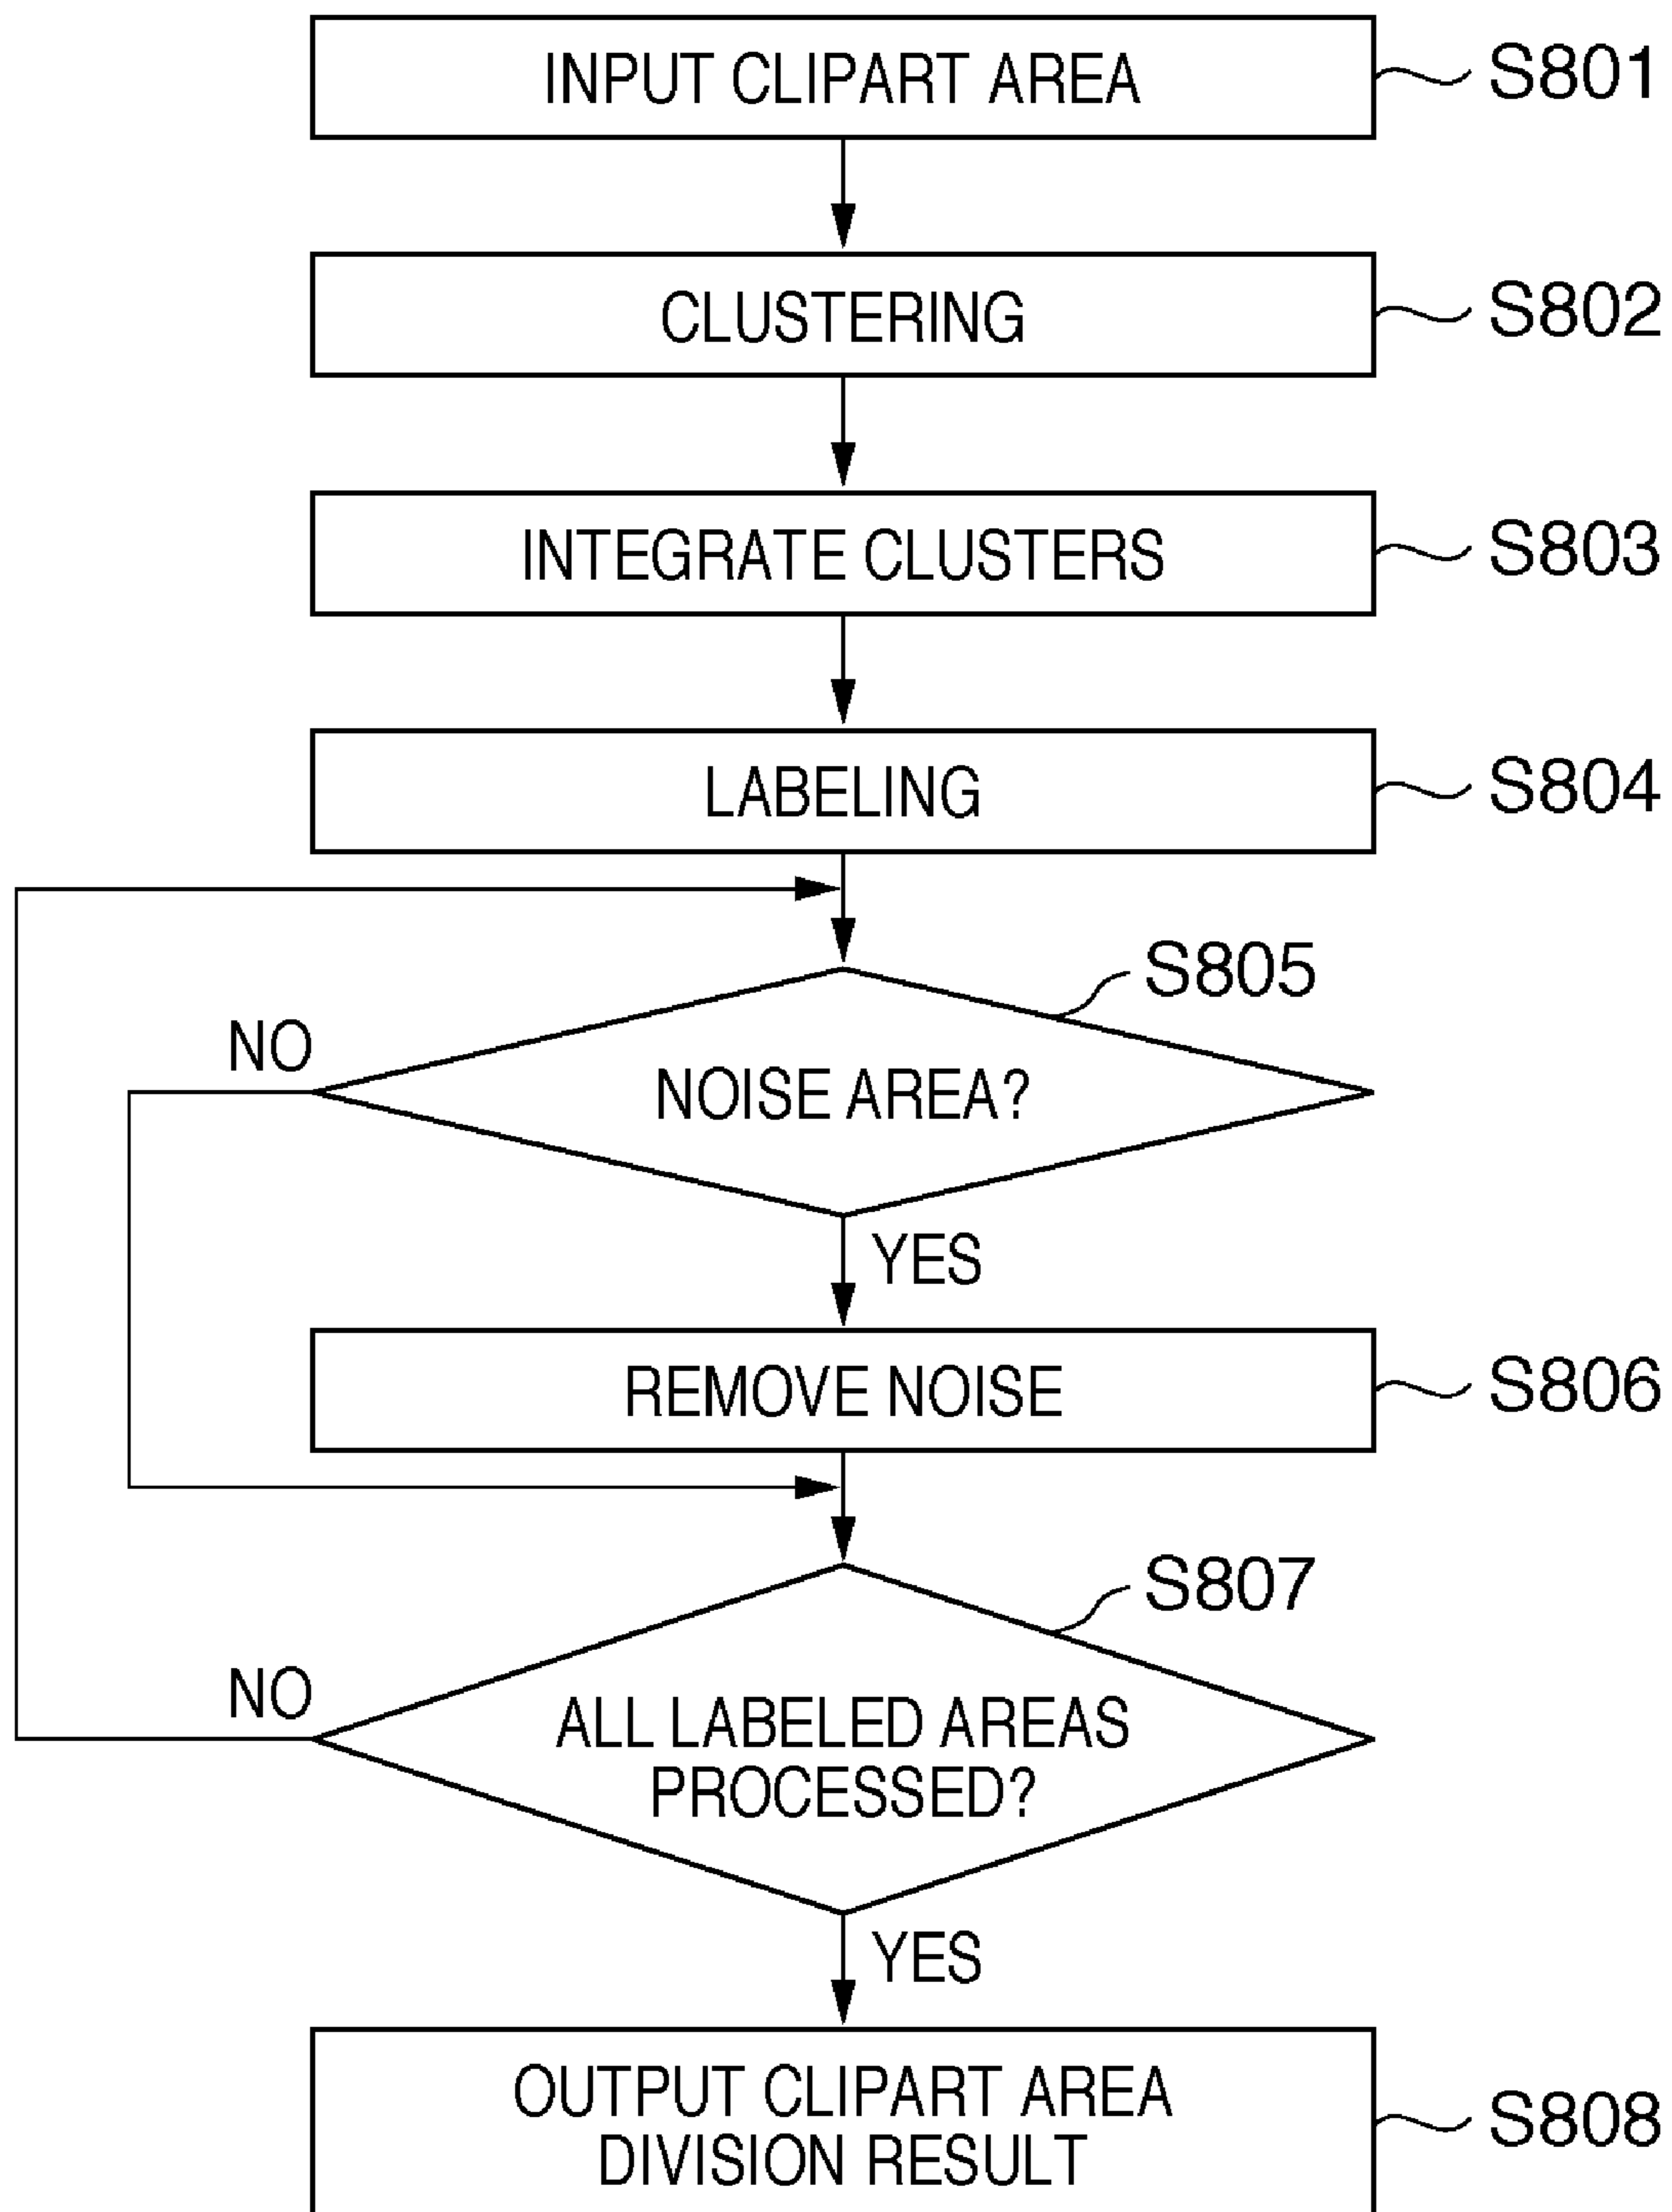 INPUT CLIPART AREA
S801
CLUSTERING
S802
INTEGRATE CLUSTERS
S803
LABELING
S804
S805
NO
NOISE AREA?
YES
REMOVE NOISE
S806
S807
NO
ALL LABELED AREAS
PROCESSED?
YES
OUTPUT CLIPART AREA
DIVISION RESULT
S808